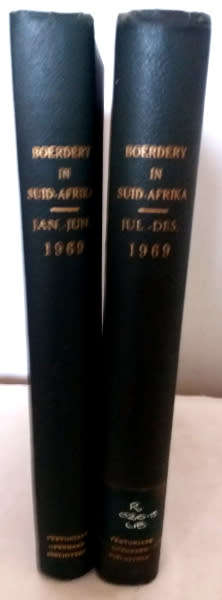 BOERDERY
IN
SUID-AFRIKA
JAN.-JUN.
1969
BOERDERY
IN
SUID-AFRIKA
JUL.-DES.
1969
R